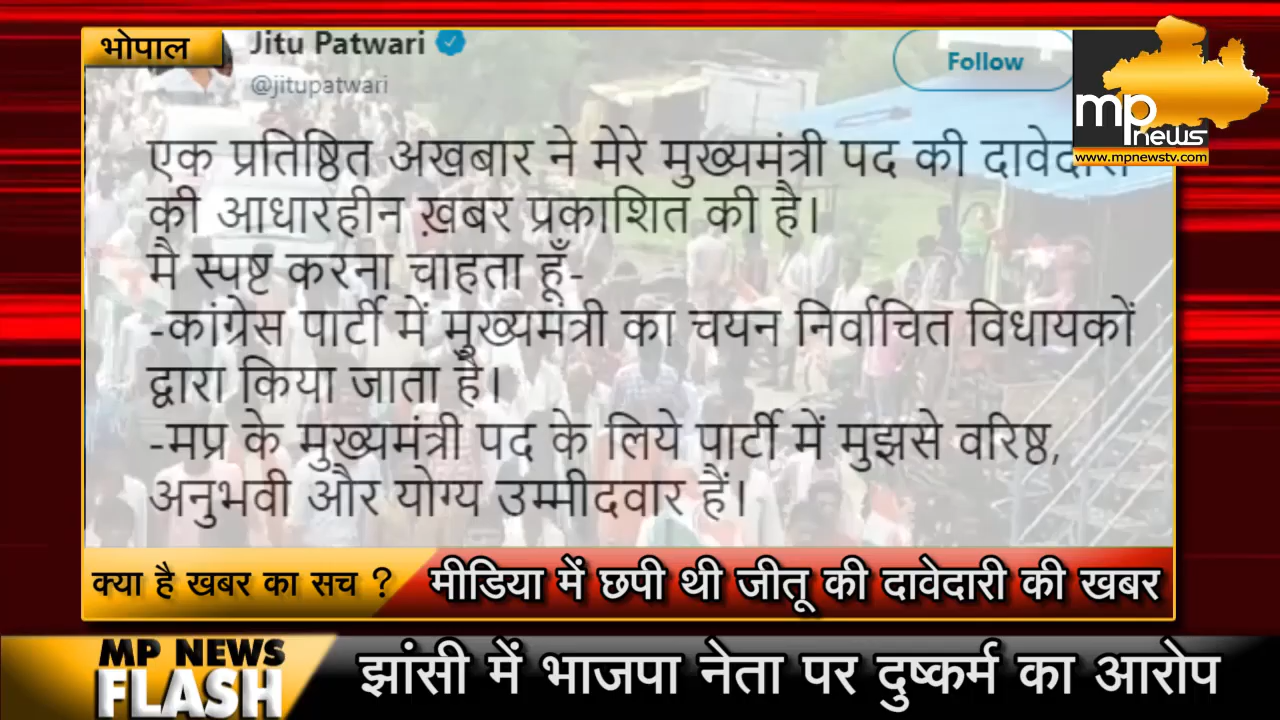 भोपाल
Jitu Patwari
@jitupatwari
Follow
mp news
www.mpnewstv.com
एक प्रतिष्ठित अखबार ने मेरे मुख्यमंत्री पद की
की आधारहीन ख़बर प्रकाशित की है।
मै स्पष्ट करना चाहता हूँ-
-कांग्रेस पार्टी में मुख्यमंत्री का चयन निर्वाचित विधायकों
द्वारा किया जाता है।
-मप्र के मुख्यमंत्री पद के लिये पार्टी में मुझसे वरिष्ठ,
अनुभवी और योग्य उम्मीदवार हैं।
क्या है खबर का सच ?
मीडिया में छपी थी जीतू की दावेदारी की खबर
MP NEWS
FLASH
झांसी में भाजपा नेता पर दुष्कर्म का आरोप